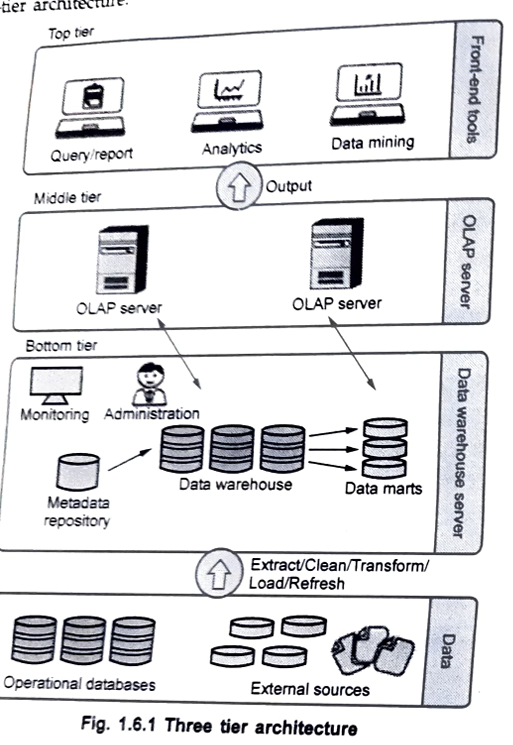 -tier architecture.
Top tier
Front-end tools
Query/report
Analytics
Data mining
Output
Middle tier
OLAP server
OLAP server
OLAP server
Bottom tier
Data warehouse server
Monitoring
Administration
Data warehouse
Data marts
Metadata
repository
Extract/Clean/Transform/
Load/Refresh
Data
Operational databases
External sources
Fig. 1.6.1 Three tier architecture